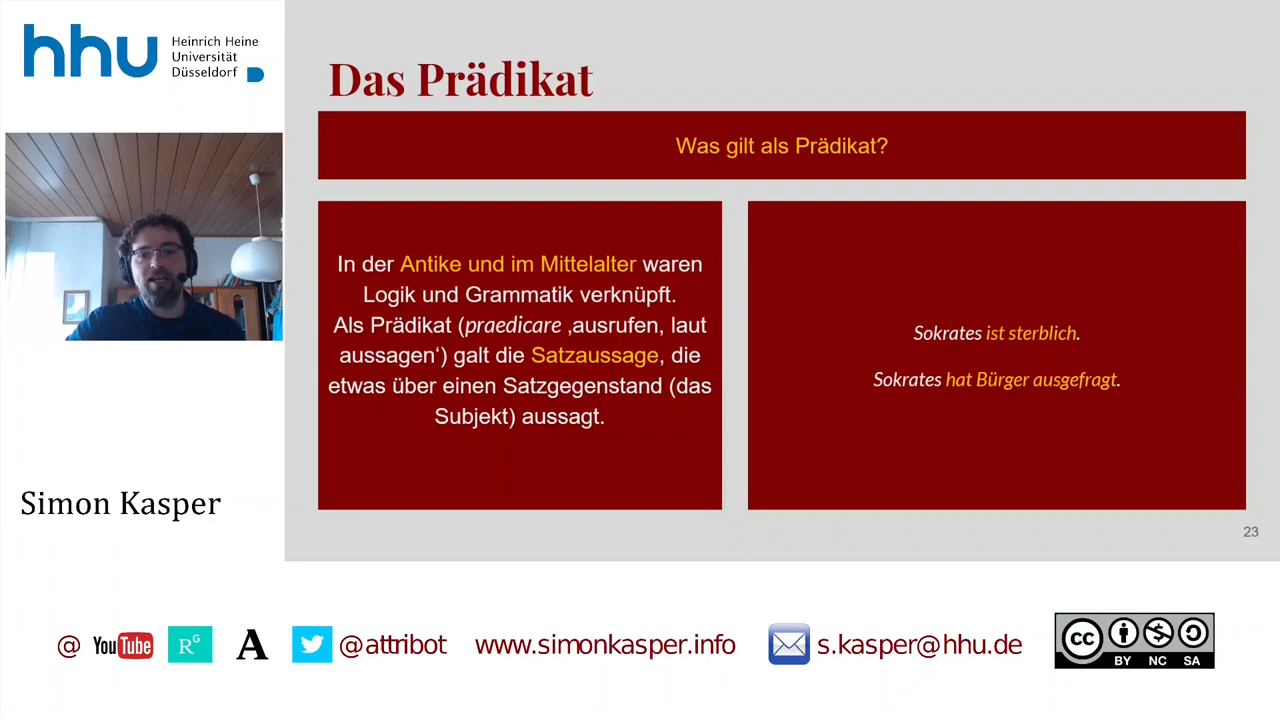 hhu
Heinrich Heine
Universität
Düsseldorf
Das Prädikat
Was gilt als Prädikat?
In der Antike und im Mittelalter waren
Logik und Grammatik verknüpft.
Als Prädikat (praedicare ‚ausrufen, laut
aussagen‘) galt die Satzaussage, die
etwas über einen Satzgegenstand (das
Subjekt) aussagt.
Sokrates ist sterblich.
Sokrates hat Bürger ausgefragt.
23
Simon Kasper
@ YouTube RG A @attribot www.simonkasper.info s.kasper@hhu.de
cc BY NC SA